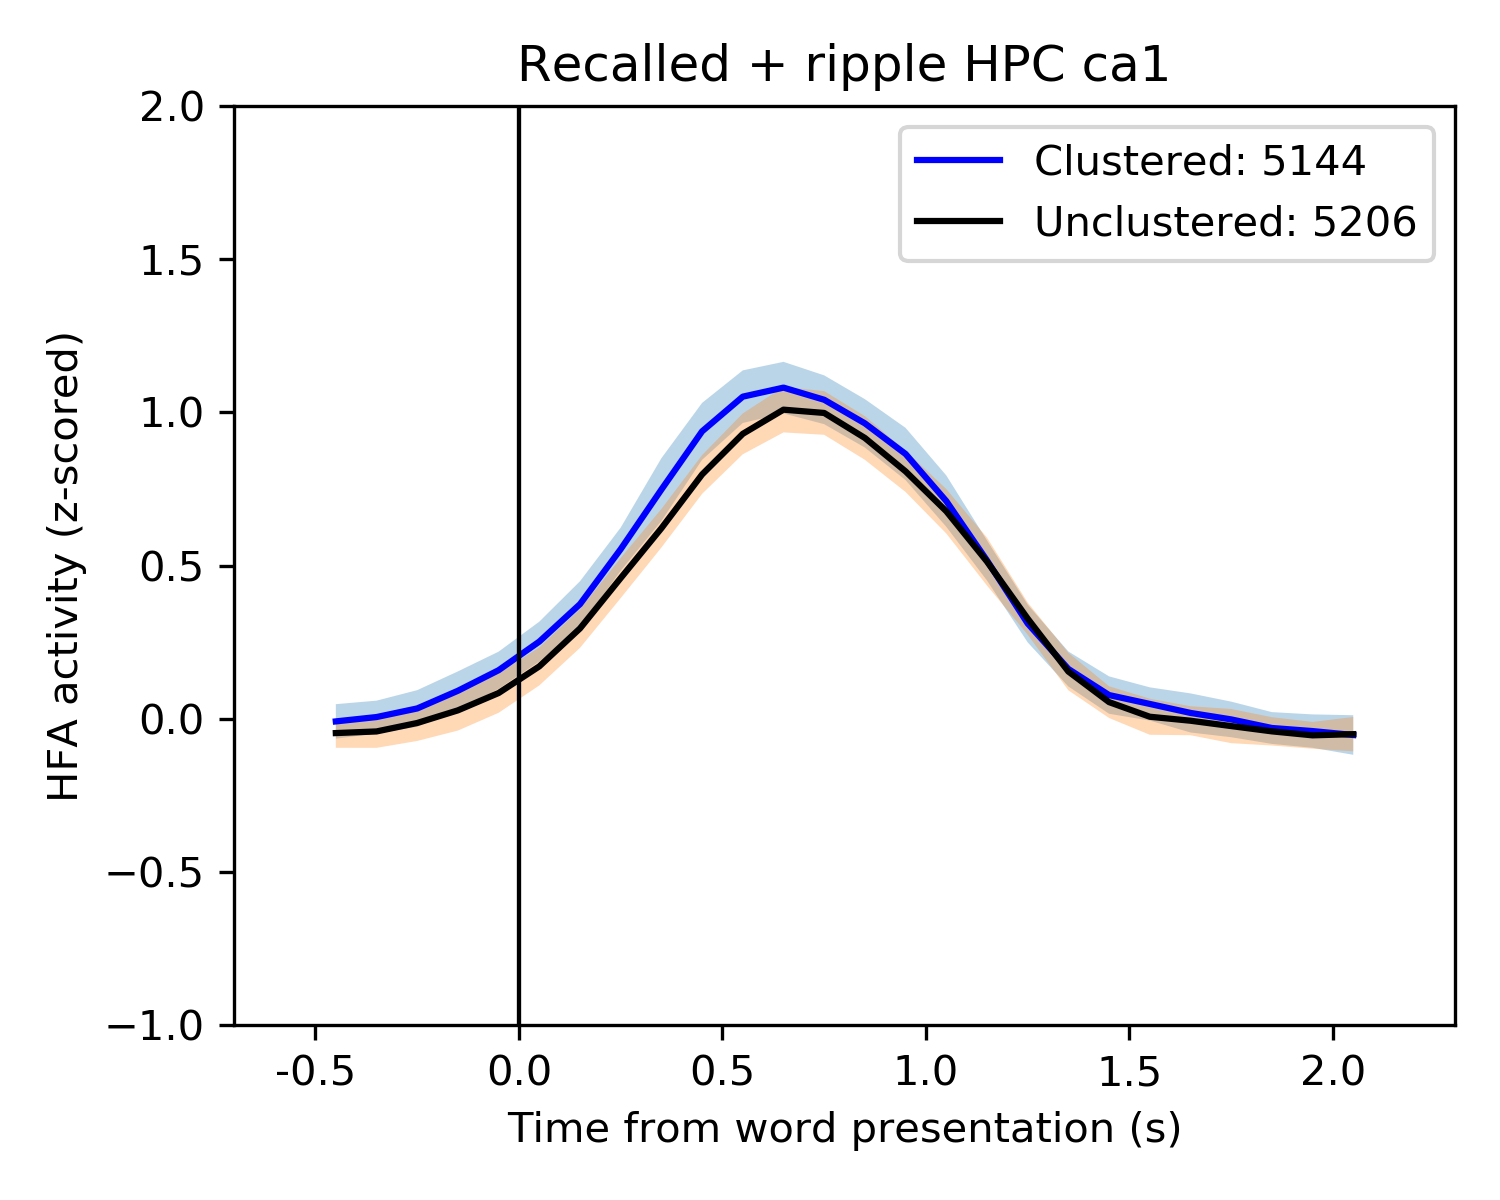 Recalled + ripple HPC ca1
2.0
1.5
1.0
0.5
0.0
−0.5
−1.0
HFA activity (z-scored)
Clustered: 5144
Unclustered: 5206
-0.5 0.0 0.5 1.0 1.5 2.0
Time from word presentation (s)